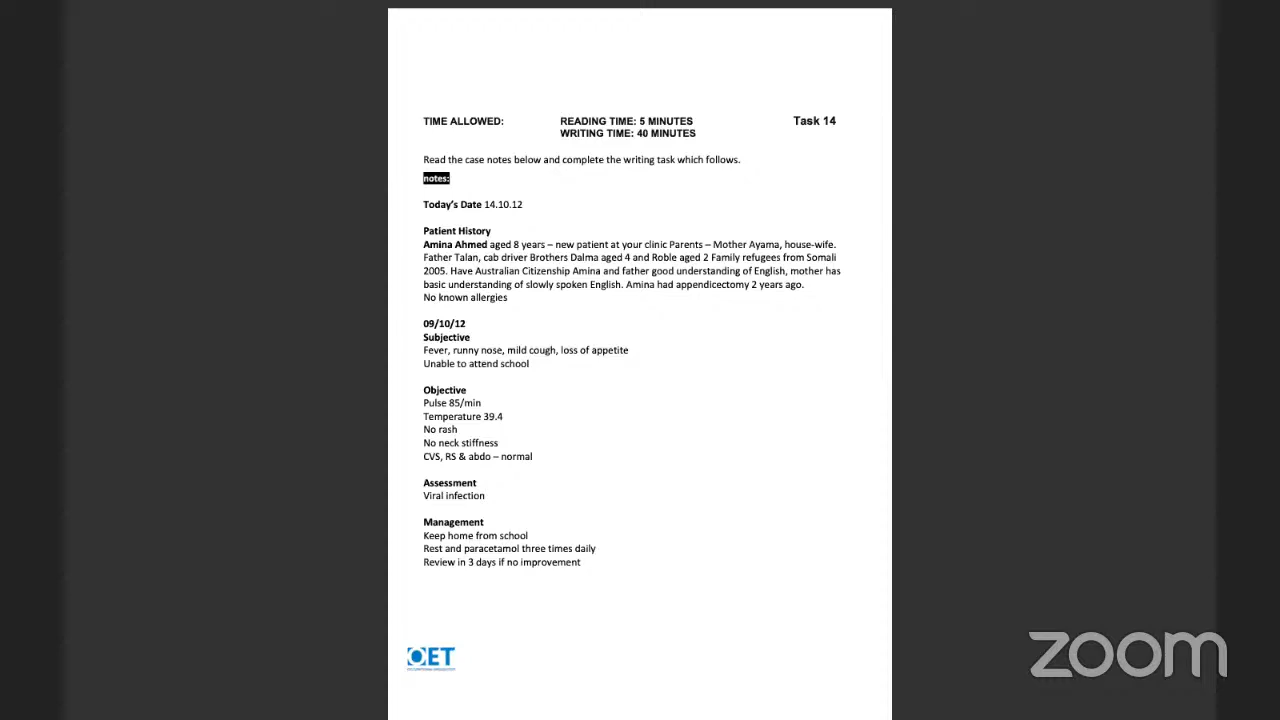 TIME ALLOWED: READING TIME: 5 MINUTES Task 14
WRITING TIME: 40 MINUTES
Read the case notes below and complete the writing task which follows.
notes:
Today's Date 14.10.12
Patient History
Amina Ahmed aged 8 years – new patient at your clinic Parents – Mother Ayama, house-wife.
Father Talan, cab driver Brothers Dalma aged 4 and Roble aged 2 Family refugees from Somali
2005. Have Australian Citizenship Amina and father good understanding of English, mother has
basic understanding of slowly spoken English. Amina had appendicectomy 2 years ago.
No known allergies
09/10/12
Subjective
Fever, runny nose, mild cough, loss of appetite
Unable to attend school
Objective
Pulse 85/min
Temperature 39.4
No rash
No neck stiffness
CVS, RS & abdo – normal
Assessment
Viral infection
Management
Keep home from school
Rest and paracetamol three times daily
Review in 3 days if no improvement
OET
zoom